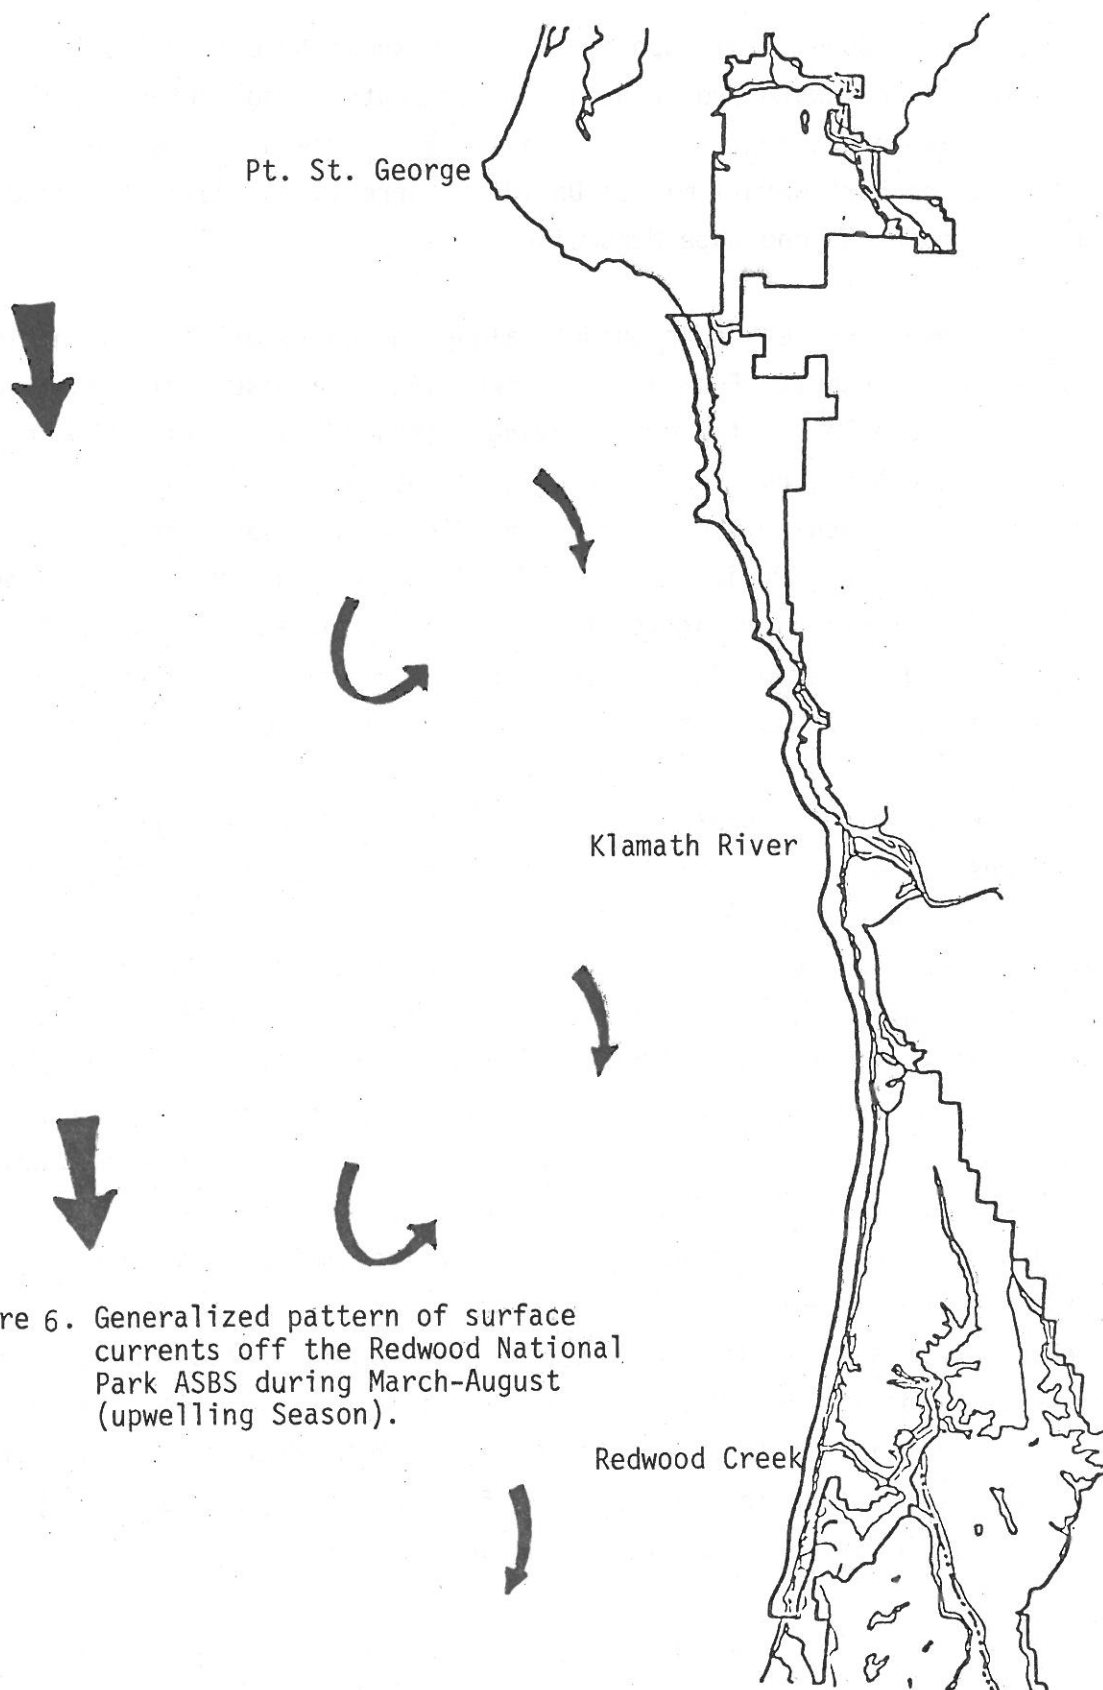 Pt. St. George
Klamath River
re 6. Generalized pattern of surface
currents off the Redwood National
Park ASBS during March-August
(upwelling Season).
Redwood Creek